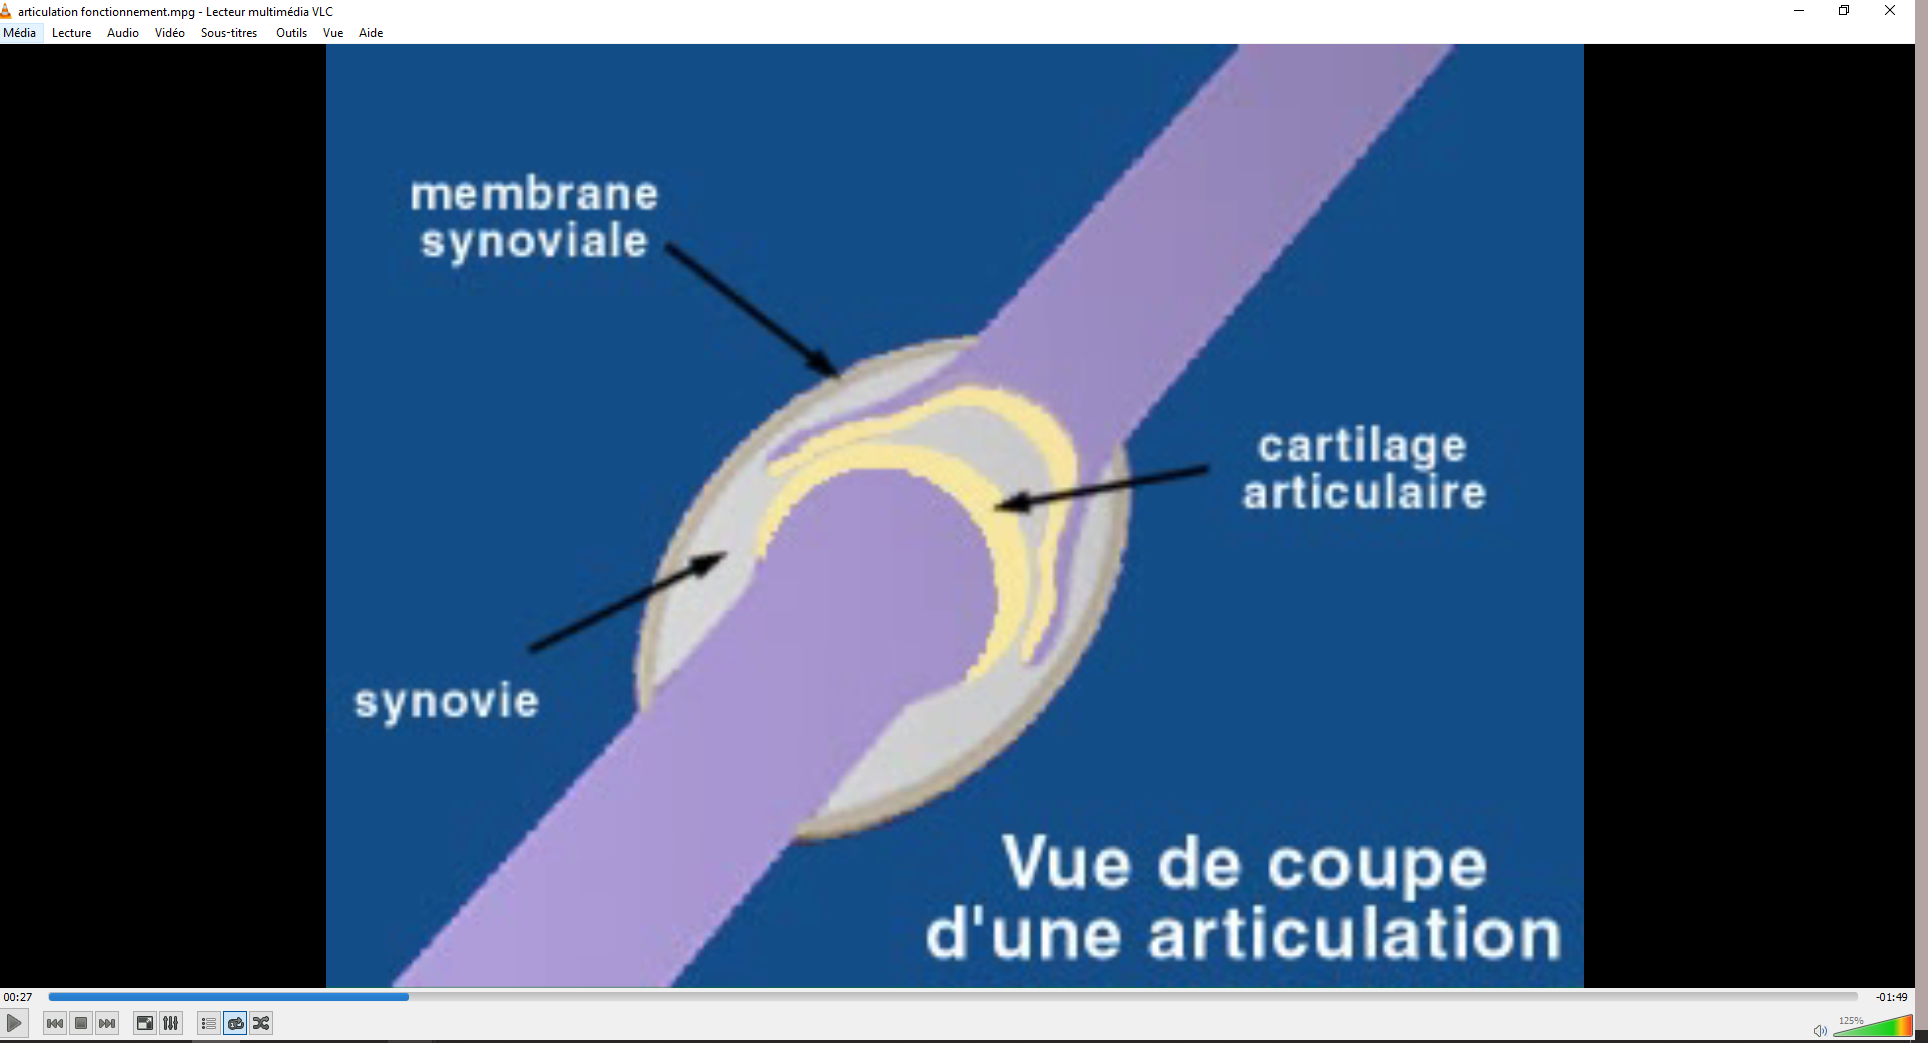 articulation fonctionnement.mpg - Lecteur multimédia VLC
Média Lecture Audio Vidéo Sous-titres Outils Vue Aide
membrane
synoviale
cartilage
articulaire
synovie
Vue de coupe
d'une articulation
00:27 -01:49
125%